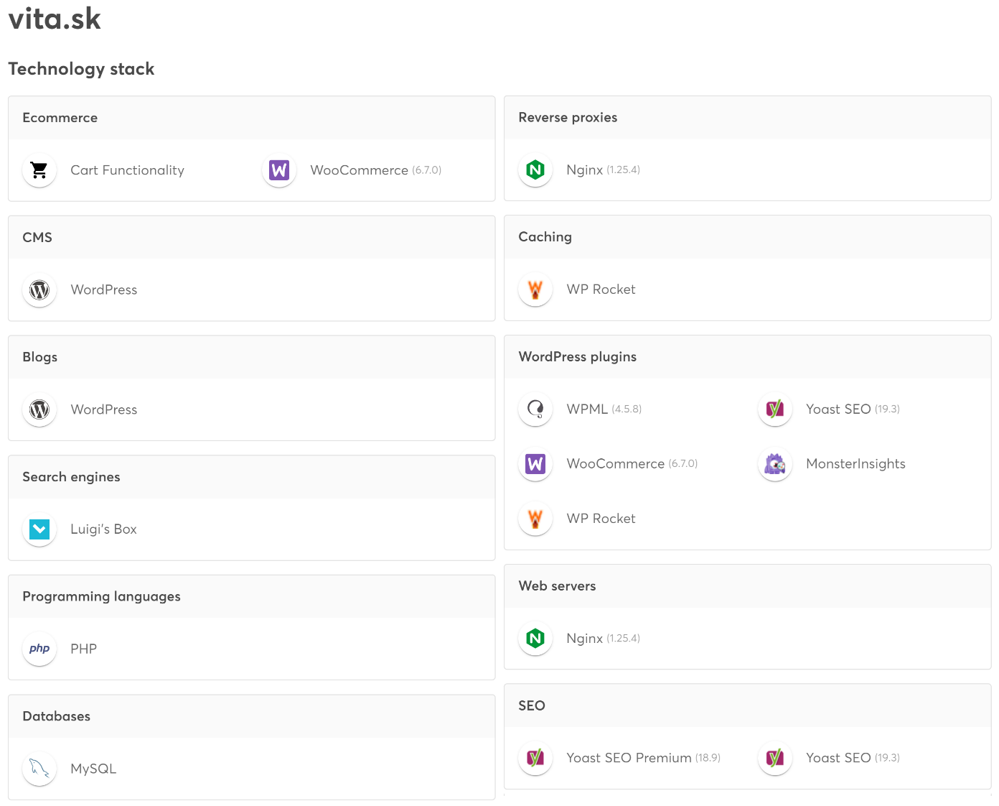 vita.sk
Technology stack
Ecommerce
Cart Functionality
WooCommerce (6.7.0)
CMS
WordPress
Blogs
WordPress
Search engines
Luigi's Box
Programming languages
php
PHP
Databases
MySQL
Reverse proxies
Nginx (1.25.4)
Caching
WP Rocket
WordPress plugins
WPML (4.5.8)
Yoast SEO (19.3)
WooCommerce (6.7.0)
MonsterInsights
WP Rocket
Web servers
Nginx (1.25.4)
SEO
Yoast SEO Premium (18.9)
Yoast SEO (19.3)